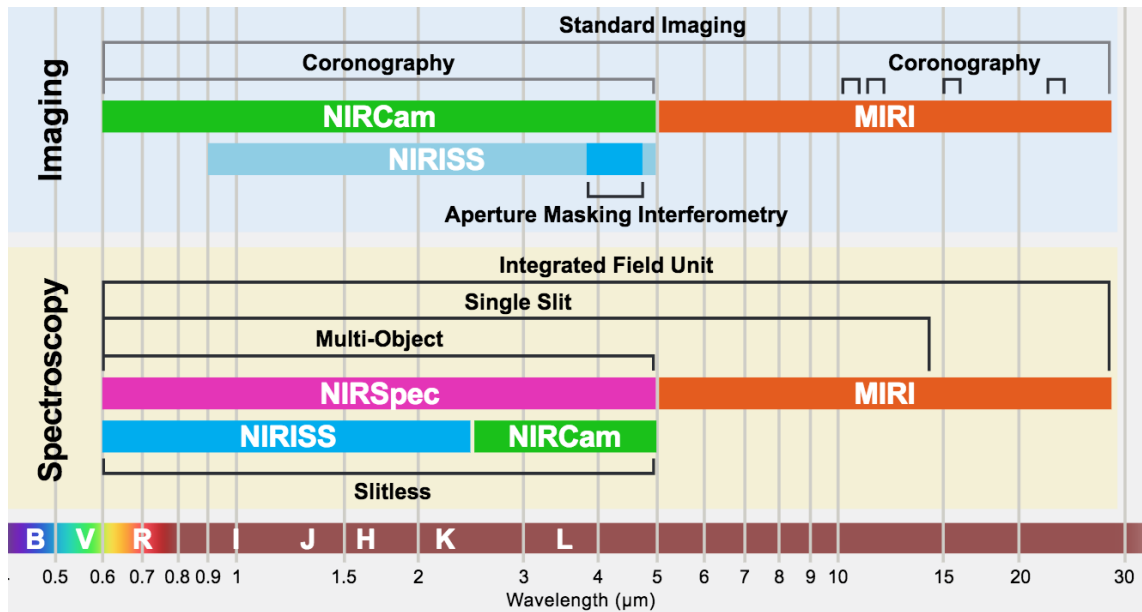 Standard Imaging
Coronography Coronography
Imaging
NIRCam MIRI
NIRISS
Aperture Masking Interferometry
Integrated Field Unit
Single Slit
Multi-Object
Spectroscopy
NIRSpec MIRI
NIRISS NIRCam
Slitless
B V R I J H K L
0.5 0.6 0.7 0.8 0.9 1 1.5 2 3 4 5 6 7 8 9 10 15 20 30
Wavelength (μm)